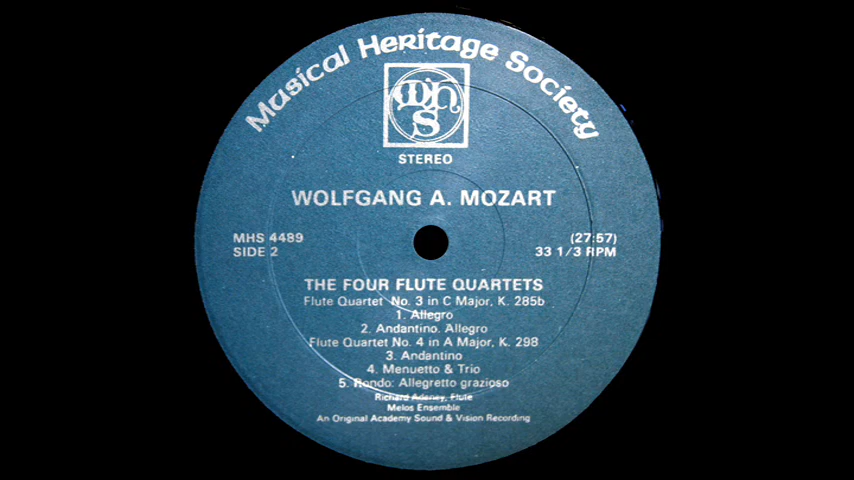 Musical Heritage Society
mhs
STEREO
WOLFGANG A. MOZART
MHS 4489 (27:57)
SIDE 2 33 1/3 RPM
THE FOUR FLUTE QUARTETS
Flute Quartet No. 3 in C Major, K. 285b
1. Allegro
2. Andantino. Allegro
Flute Quartet No. 4 in A Major, K. 298
3. Andantino
4. Menuetto & Trio
5. Rondo: Allegretto grazioso
Richard Adeney, Flute
Melos Ensemble
An Original Academy Sound & Vision Recording